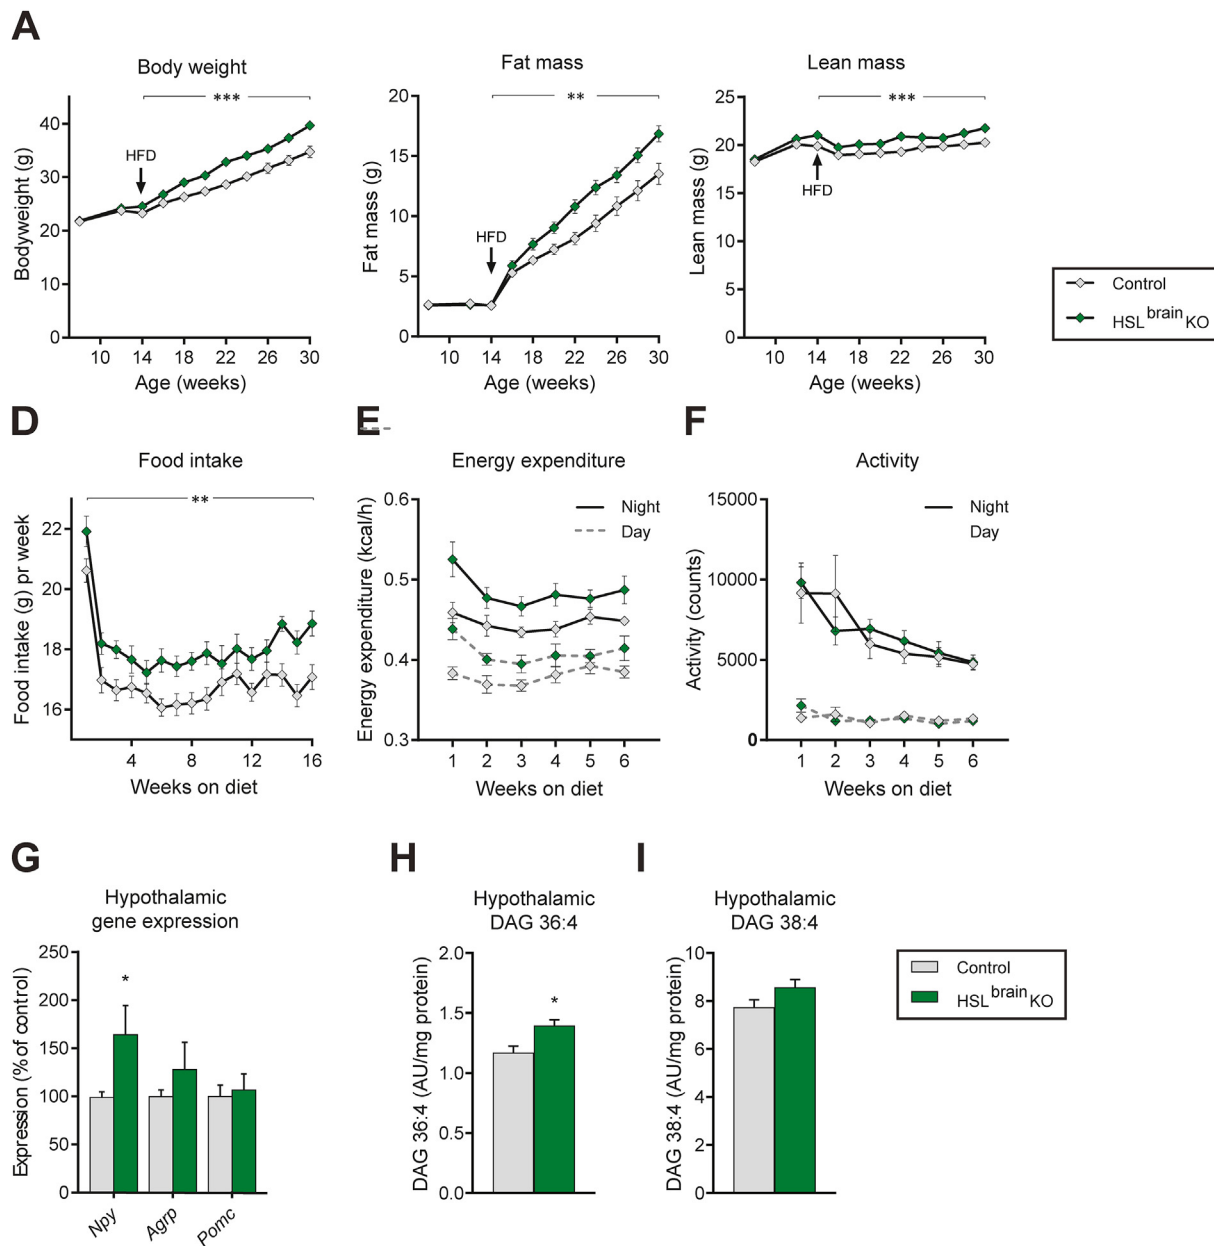 A
Body weight
Fat mass
Lean mass
Bodyweight (g)
40
30
20
10
0
***
HFD
10 14 18 22 26 30
Age (weeks)
Fat mass (g)
20
15
10
5
0
**
HFD
10 14 18 22 26 30
Age (weeks)
Lean mass (g)
25
20
15
10
5
0
***
HFD
10 14 18 22 26 30
Age (weeks)
Control
HSL brain KO
D
Food intake
Food intake (g) pr week
22
20
18
16
**
4 8 12 16
Weeks on diet
E
Energy expenditure
Energy expenditure (kcal/h)
0.6
0.5
0.4
0.3
Night
Day
1 2 3 4 5 6
Weeks on diet
F
Activity
Activity (counts)
15000
10000
5000
0
Night
Day
1 2 3 4 5 6
Weeks on diet
G
Hypothalamic
gene expression
Expression (% of control)
250
200
150
100
50
0
*
Npy Agrp Pomc
H
Hypothalamic
DAG 36:4
DAG 36:4 (AU/mg protein)
2.0
1.5
1.0
0.5
0.0
*
I
Hypothalamic
DAG 38:4
DAG 38:4 (AU/mg protein)
10
8
6
4
2
0
Control
HSL brain KO